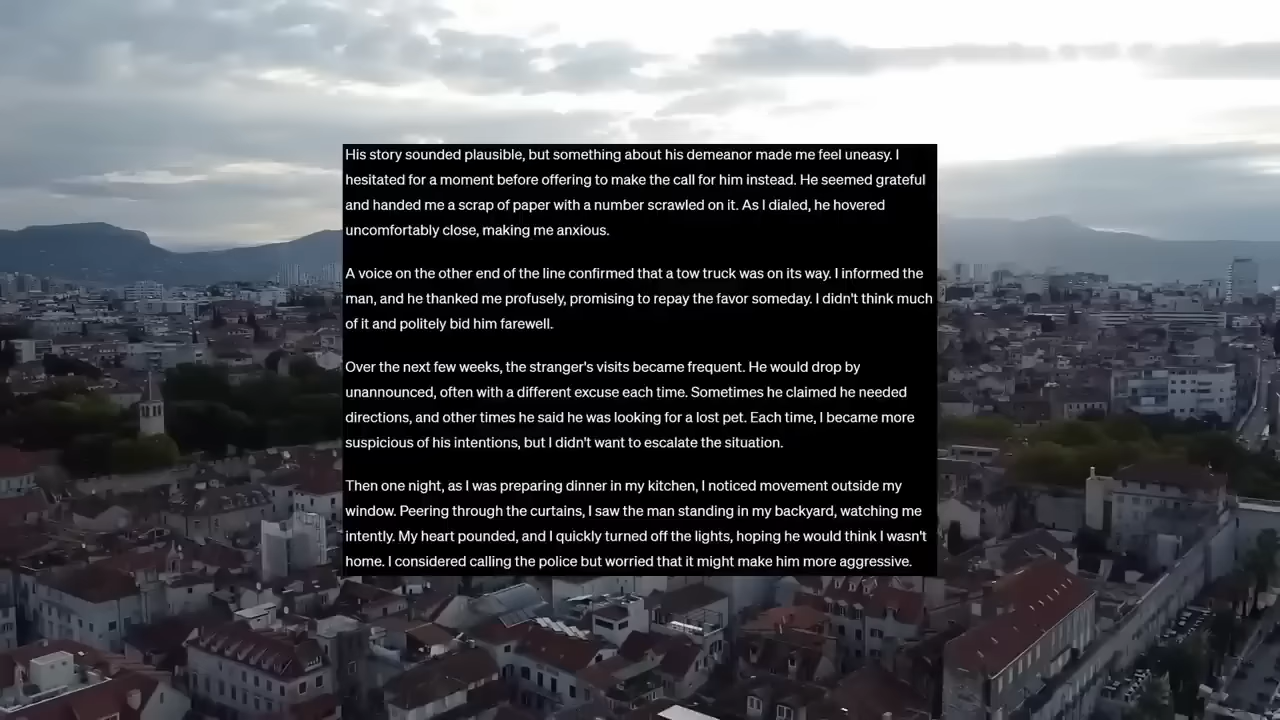 His story sounded plausible, but something about his demeanor made me feel uneasy. I
hesitated for a moment before offering to make the call for him instead. He seemed grateful
and handed me a scrap of paper with a number scrawled on it. As I dialed, he hovered
uncomfortably close, making me anxious.
A voice on the other end of the line confirmed that a tow truck was on its way. I informed the
man, and he thanked me profusely, promising to repay the favor someday. I didn't think much
of it and politely bid him farewell.
Over the next few weeks, the stranger's visits became frequent. He would drop by
unannounced, often with a different excuse each time. Sometimes he claimed he needed
directions, and other times he said he was looking for a lost pet. Each time, I became more
suspicious of his intentions, but I didn't want to escalate the situation.
Then one night, as I was preparing dinner in my kitchen, I noticed movement outside my
window. Peering through the curtains, I saw the man standing in my backyard, watching me
intently. My heart pounded, and I quickly turned off the lights, hoping he would think I wasn't
home. I considered calling the police but worried that it might make him more aggressive.